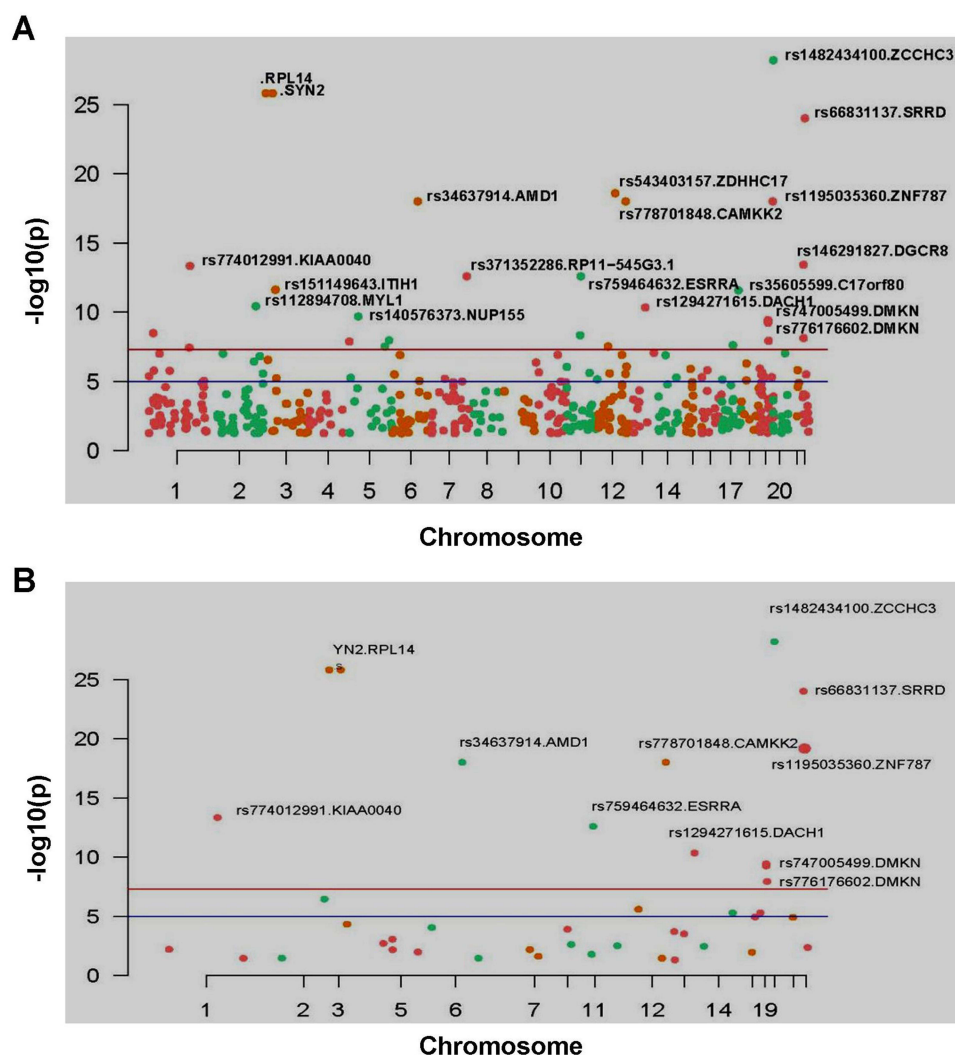 A
rs1482434100.ZCCHC3
.RPL14
.SYN2
25
rs66831137.SRRD
20
rs543403157.ZDHHC17
rs34637914.AMD1
rs1195035360.ZNF787
rs778701848.CAMKK2
15
rs774012991.KIAA0040
rs371352286.RP11−545G3.1
rs146291827.DGCR8
rs151149643.ITIH1
rs759464632.ESRRA
rs35605599.C17orf80
rs112894708.MYL1
rs1294271615.DACH1
10
rs140576373.NUP155
rs747005499.DMKN
rs776176602.DMKN
5
0
-log10(p)
1 2 3 4 5 6 7 8 10 12 14 17 20
Chromosome
B
rs1482434100.ZCCHC3
YN2.RPL14
s
25
rs66831137.SRRD
20
rs34637914.AMD1
rs778701848.CAMKK2
rs1195035360.ZNF787
15
rs774012991.KIAA0040
rs759464632.ESRRA
rs1294271615.DACH1
10
rs747005499.DMKN
rs776176602.DMKN
5
0
-log10(p)
1 2 3 5 6 7 11 12 14 19
Chromosome